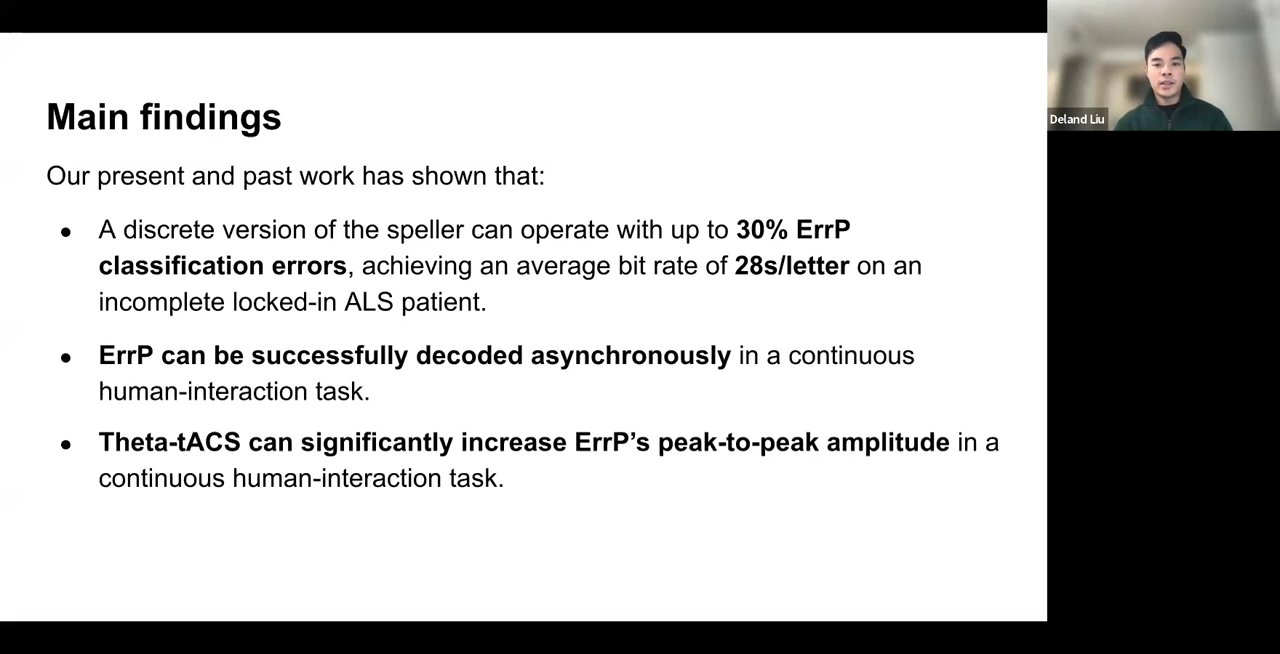 Main findings
Our present and past work has shown that:
● A discrete version of the speller can operate with up to 30% ErrP
classification errors, achieving an average bit rate of 28s/letter on an
incomplete locked-in ALS patient.
● ErrP can be successfully decoded asynchronously in a continuous
human-interaction task.
● Theta-tACS can significantly increase ErrP’s peak-to-peak amplitude in a
continuous human-interaction task.
Deland Liu